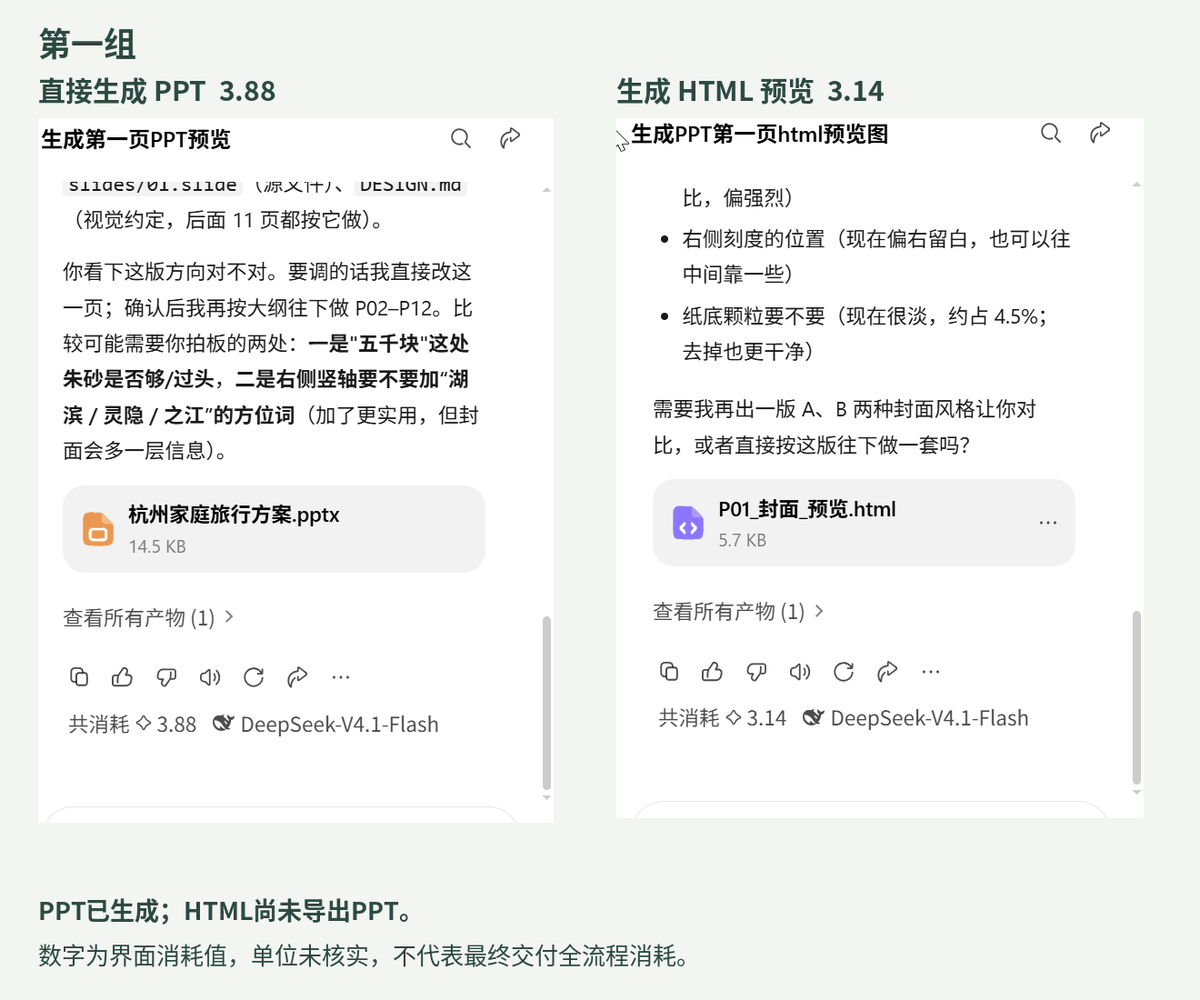 第一组
直接生成 PPT 3.88
生成第一页PPT预览
slides/01.slide（源文件）、DESIGN.md
（视觉约定，后面 11 页都按它做）。
你看下这版方向对不对。要调的话我直接改这
一页；确认后我再按大纲往下做 P02–P12。比
较可能需要你拍板的两处：一是"五千块"这处
朱砂是否够/过头，二是右侧竖轴要不要加“湖
滨 / 灵隐 / 之江”的方位词（加了更实用，但封
面会多一层信息）。
杭州家庭旅行方案.pptx
14.5 KB
查看所有产物 (1)
共消耗 3.88 DeepSeek-V4.1-Flash
生成 HTML 预览 3.14
生成PPT第一页html预览图
比，偏强烈）
右侧刻度的位置（现在偏右留白，也可以往
中间靠一些）
纸底颗粒要不要（现在很淡，约占 4.5%；
去掉也更干净）
需要我再出一版 A、B 两种封面风格让你对
比，或者直接按这版往下做一套吗？
P01_封面_预览.html
5.7 KB
查看所有产物 (1)
共消耗 3.14 DeepSeek-V4.1-Flash
PPT已生成；HTML尚未导出PPT。
数字为界面消耗值，单位未核实，不代表最终交付全流程消耗。